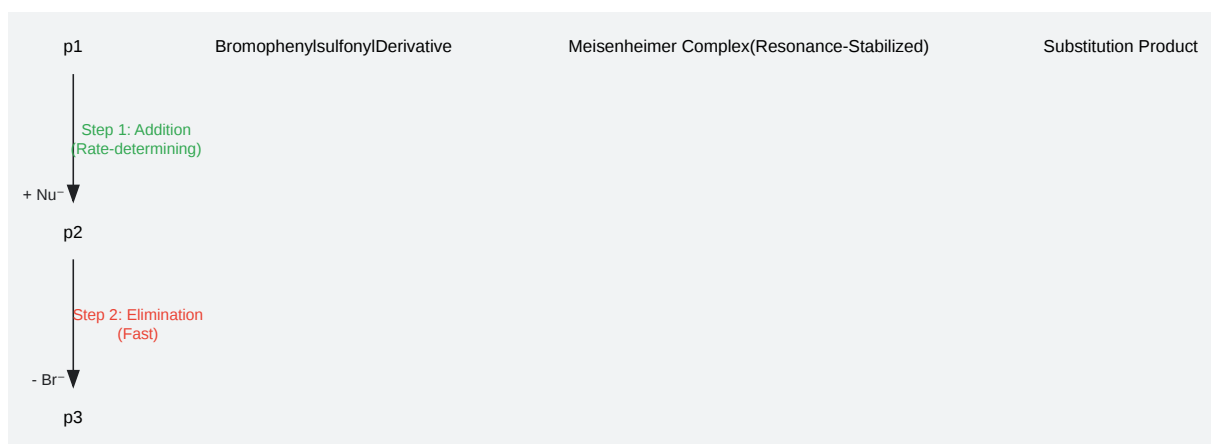 p1 BromophenylsulfonylDerivative Meisenheimer Complex(Resonance-Stabilized) Substitution Product
Step 1: Addition
(Rate-determining)
+ Nu⁻
p2
Step 2: Elimination
(Fast)
- Br⁻
p3